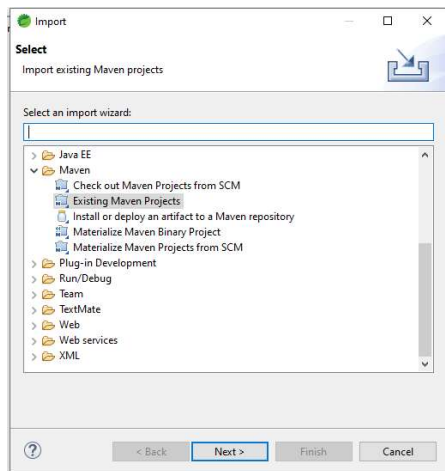 Import
Select
Import existing Maven projects
Select an import wizard:
Java EE
Maven
Check out Maven Projects from SCM
Existing Maven Projects
Install or deploy an artifact to a Maven repository
Materialize Maven Binary Project
Materialize Maven Projects from SCM
Plug-in Development
Run/Debug
Team
TextMate
Web
Web services
XML
? < Back Next > Finish Cancel